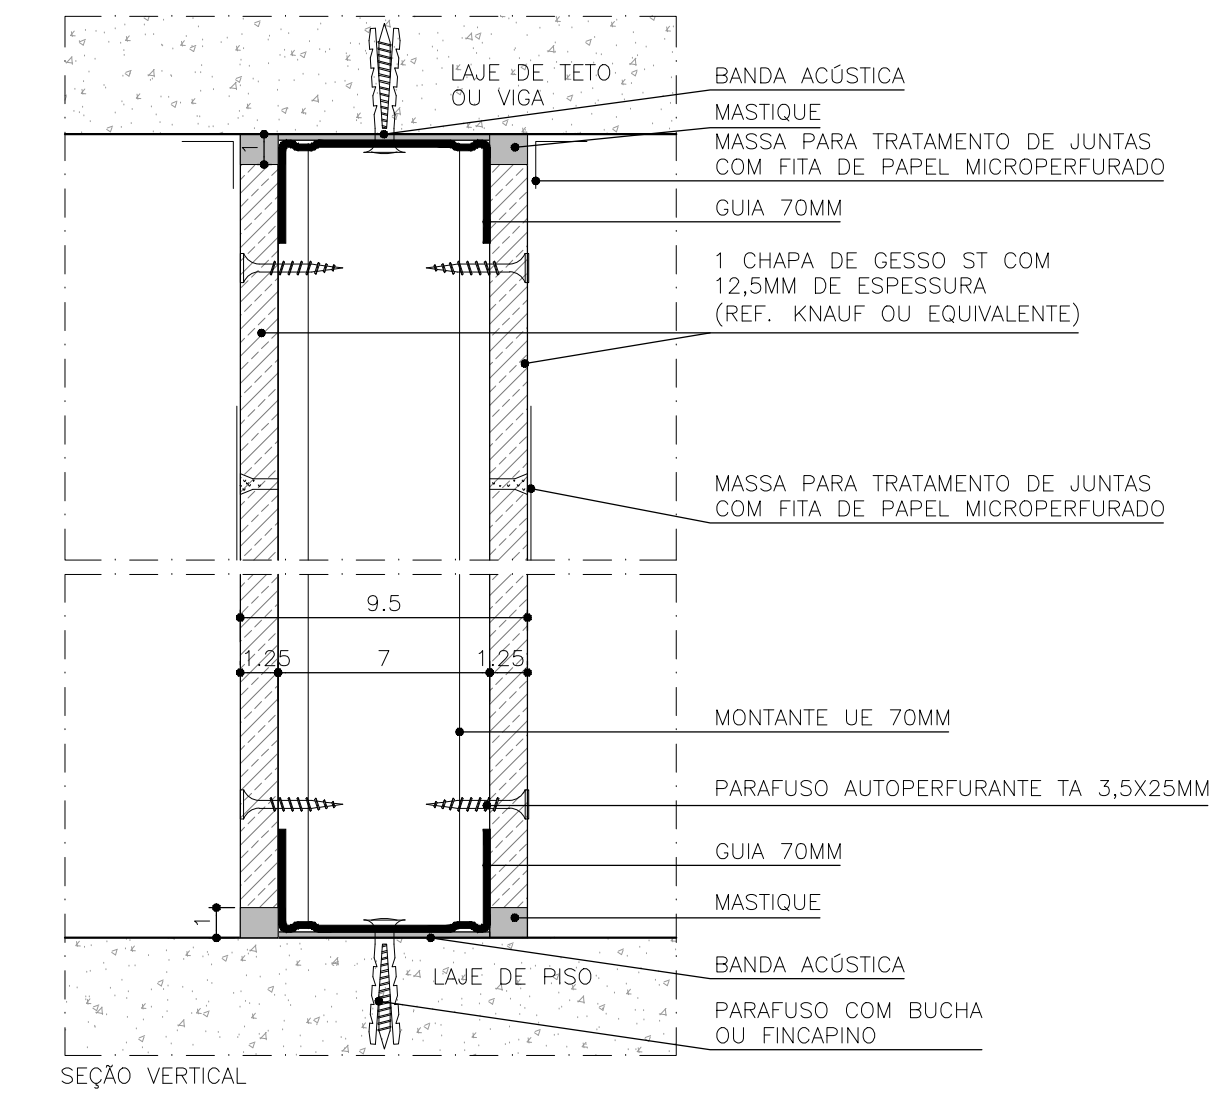 LAJE DE TETO
OU VIGA
BANDA ACÚSTICA
MASTIQUE
MASSA PARA TRATAMENTO DE JUNTAS
COM FITA DE PAPEL MICROPERFURADO
1
GUIA 70MM
1 CHAPA DE GESSO ST COM
12,5MM DE ESPESSURA
(REF. KNAUF OU EQUIVALENTE)
MASSA PARA TRATAMENTO DE JUNTAS
COM FITA DE PAPEL MICROPERFURADO
9.5
1.25 7 1.25
MONTANTE UE 70MM
PARAFUSO AUTOPERFURANTE TA 3,5X25MM
GUIA 70MM
MASTIQUE
1
BANDA ACÚSTICA
LAJE DE PISO
PARAFUSO COM BUCHA
OU FINCAPINO
SEÇÃO VERTICAL